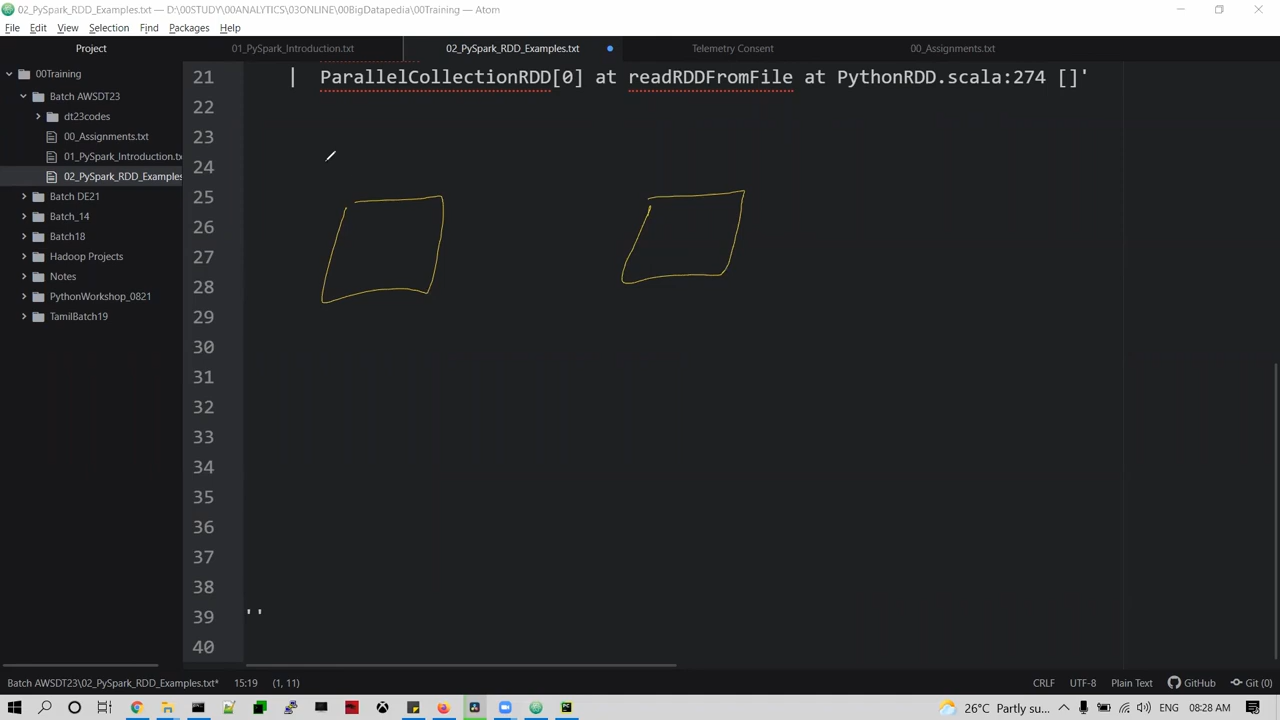 02_PySpark_RDD_Examples.txt — D:\00STUDY\00ANALYTICS\03ONLINE\00BigDatapedia\00Training — Atom
File Edit View Selection Find Packages Help
Project 01_PySpark_Introduction.txt 02_PySpark_RDD_Examples.txt Telemetry Consent 00_Assignments.txt
00Training
Batch AWSDT23
dt23codes
00_Assignments.txt
01_PySpark_Introduction.tx
02_PySpark_RDD_Examples
Batch DE21
Batch_14
Batch18
Hadoop Projects
Notes
PythonWorkshop_0821
TamilBatch19
21 | ParallelCollectionRDD[0] at readRDDFromFile at PythonRDD.scala:274 []'
22
23
24
25
26
27
28
29
30
31
32
33
34
35
36
37
38
39 ''
40
Batch AWSDT23\02_PySpark_RDD_Examples.txt* 15:19 (1, 11) CRLF UTF-8 Plain Text GitHub Git (0)
26°C Partly su... ENG 08:28 AM